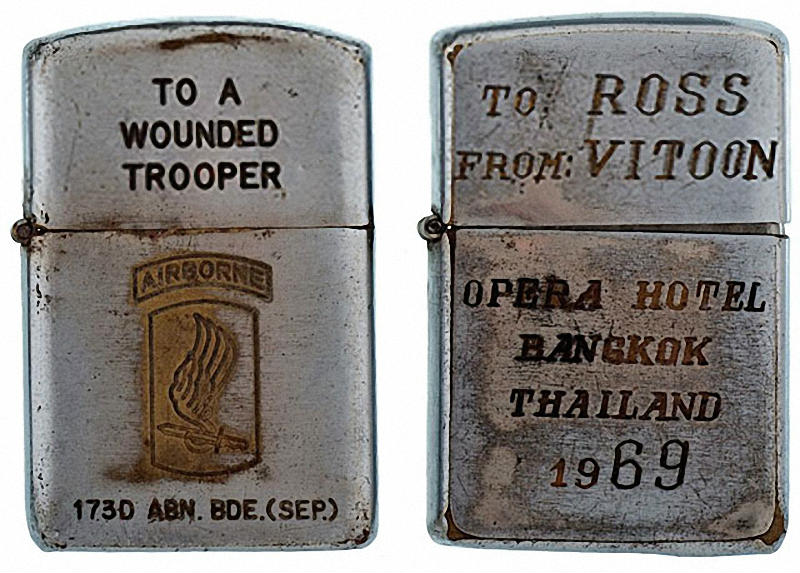 TO A
WOUNDED
TROOPER
AIRBORNE
173D ABN. BDE.(SEP.)
TO, ROSS
FROM: VITOON
OPERA HOTEL
BANGKOK
THAILAND
1969